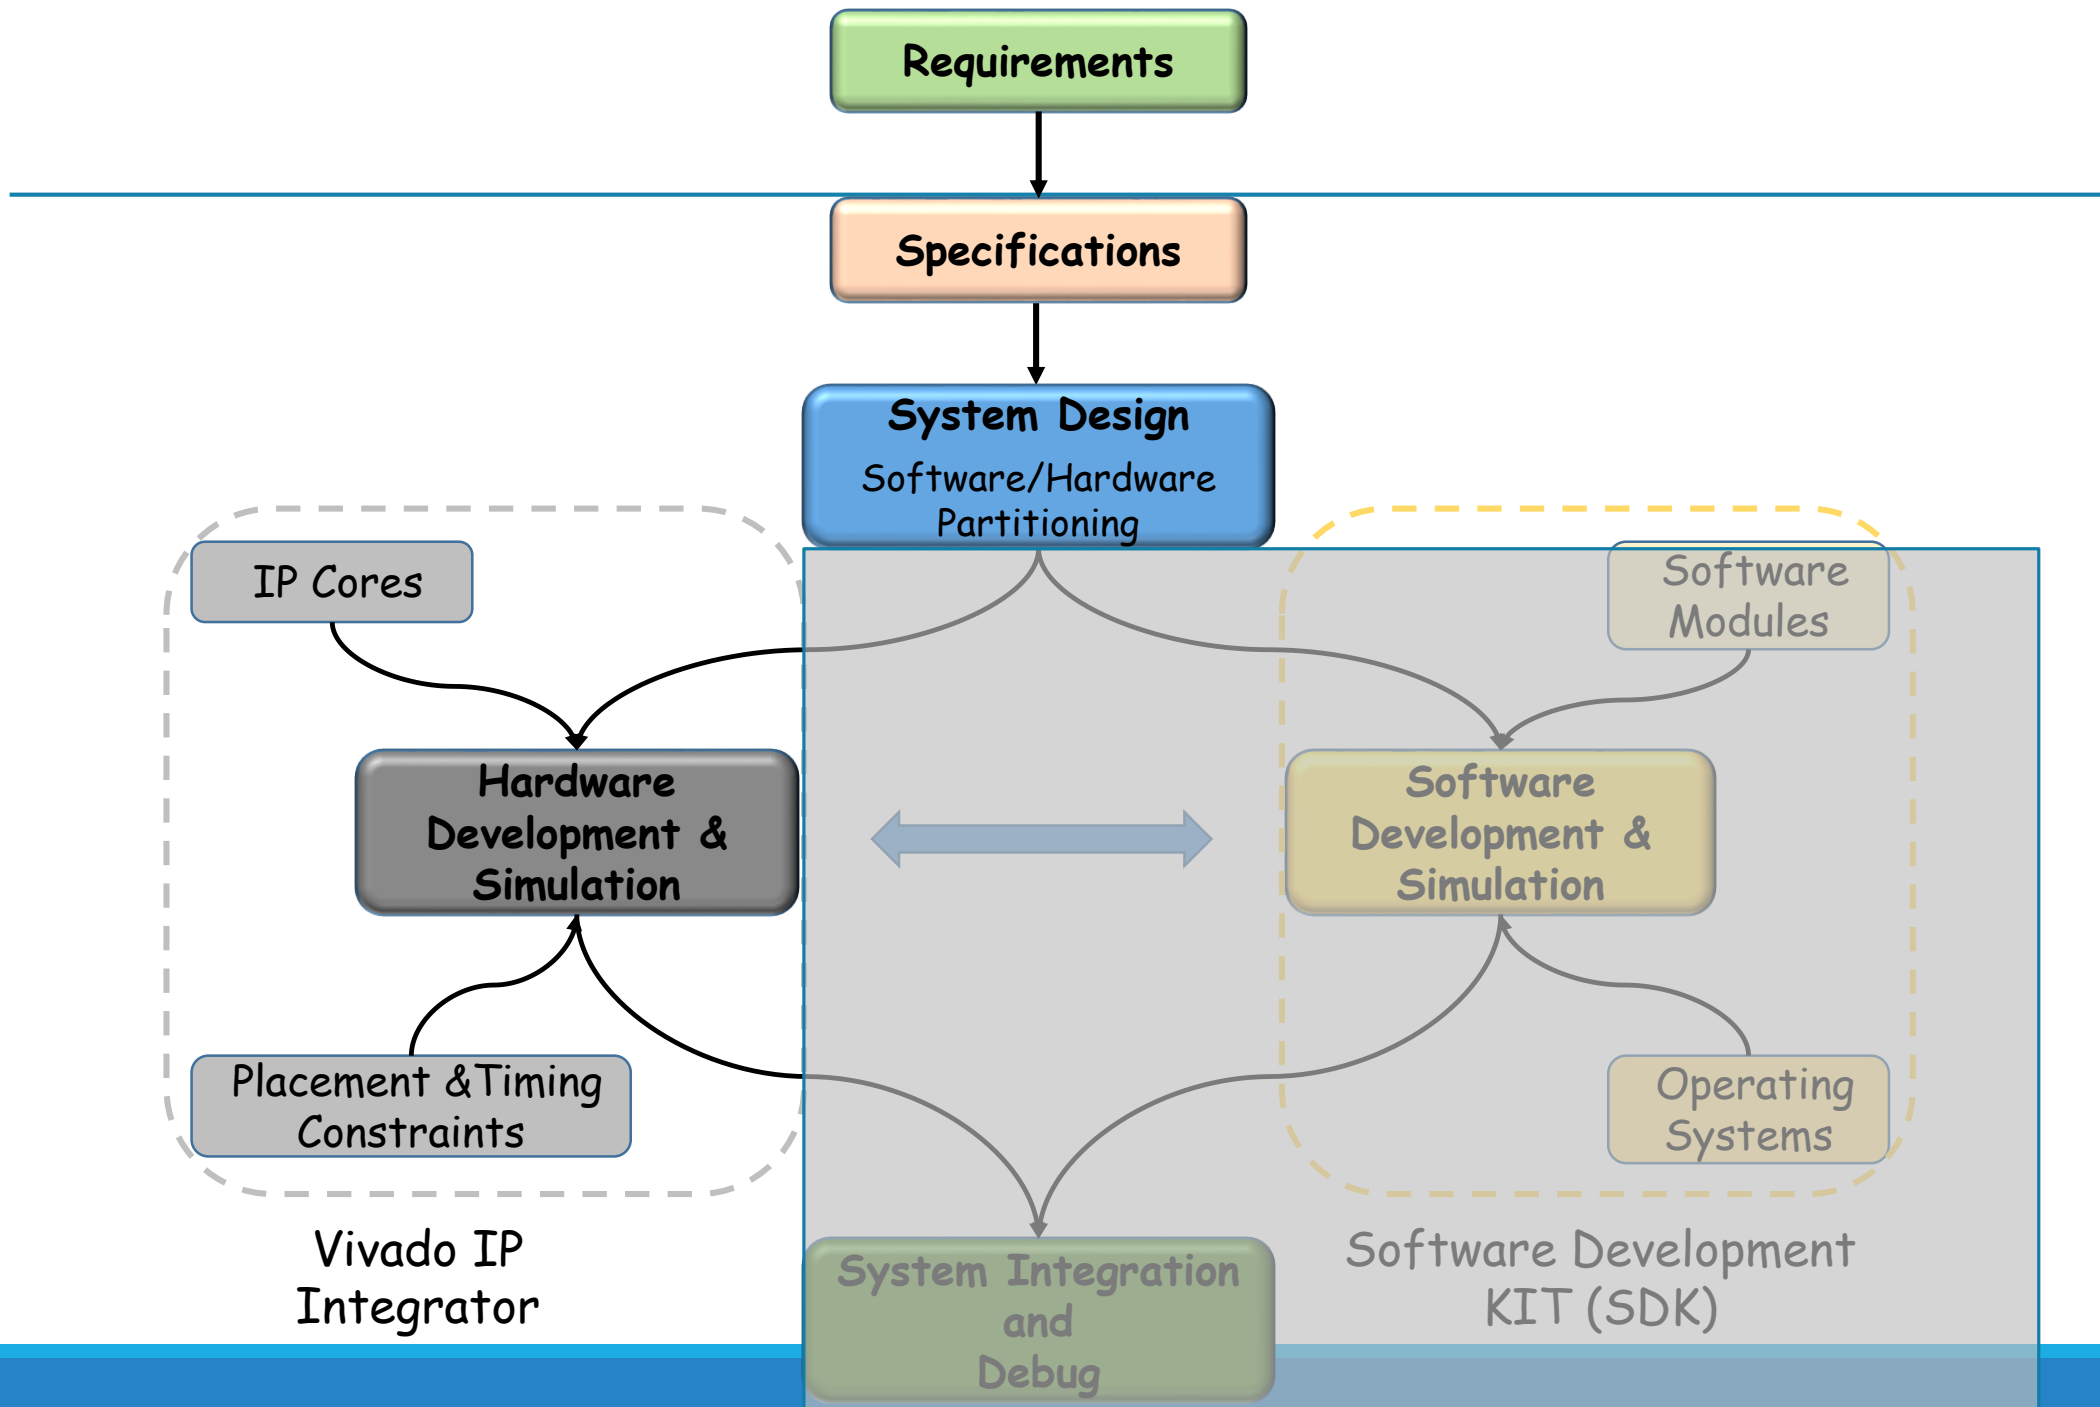 Requirements
Specifications
System Design
Software/Hardware
Partitioning
IP Cores
Software
Modules
Hardware
Development &
Simulation
Software
Development &
Simulation
Placement &Timing
Constraints
Operating
Systems
Vivado IP
Integrator
System Integration
and
Debug
Software Development
KIT (SDK)